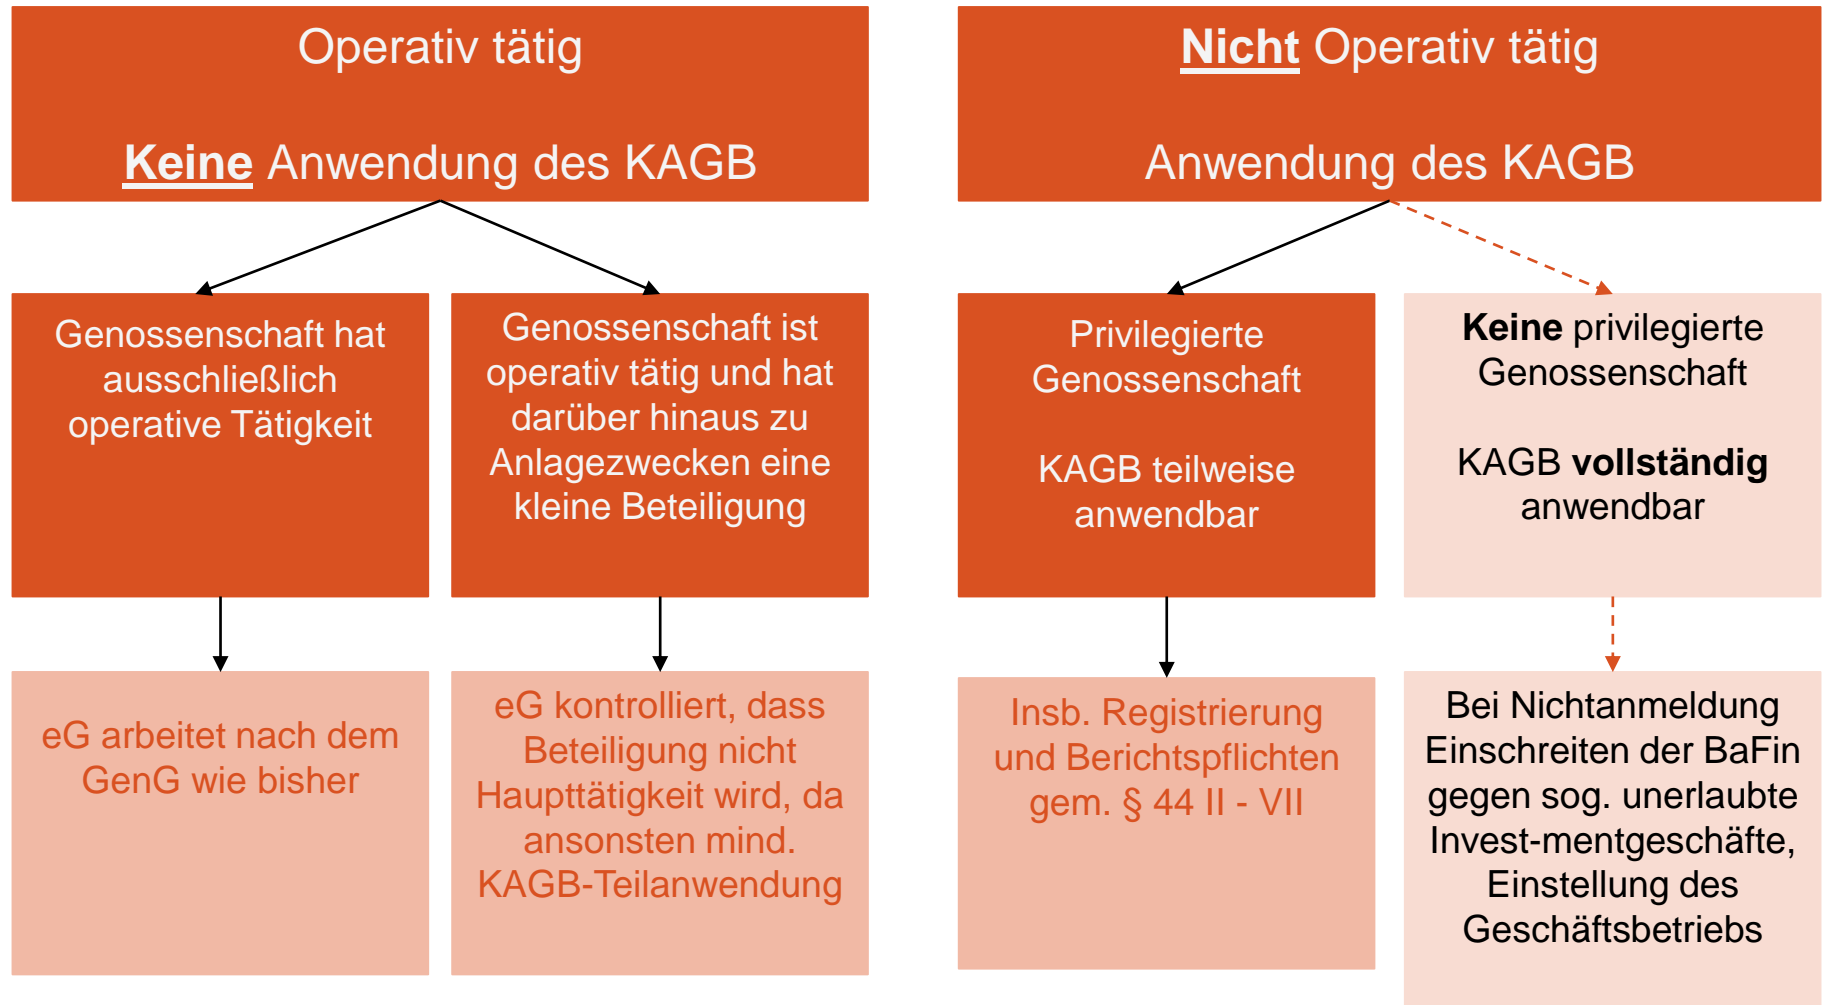 Operativ tätig
Keine Anwendung des KAGB
Nicht Operativ tätig
Anwendung des KAGB
Genossenschaft hat
ausschließlich
operative Tätigkeit
Genossenschaft ist
operativ tätig und hat
darüber hinaus zu
Anlagezwecken eine
kleine Beteiligung
Privilegierte
Genossenschaft
KAGB teilweise
anwendbar
Keine privilegierte
Genossenschaft
KAGB vollständig
anwendbar
eG arbeitet nach dem
GenG wie bisher
eG kontrolliert, dass
Beteiligung nicht
Haupttätigkeit wird, da
ansonsten mind.
KAGB-Teilanwendung
Insb. Registrierung
und Berichtspflichten
gem. § 44 II - VII
Bei Nichtanmeldung
Einschreiten der BaFin
gegen sog. unerlaubte
Invest-mentgeschäfte,
Einstellung des
Geschäftsbetriebs